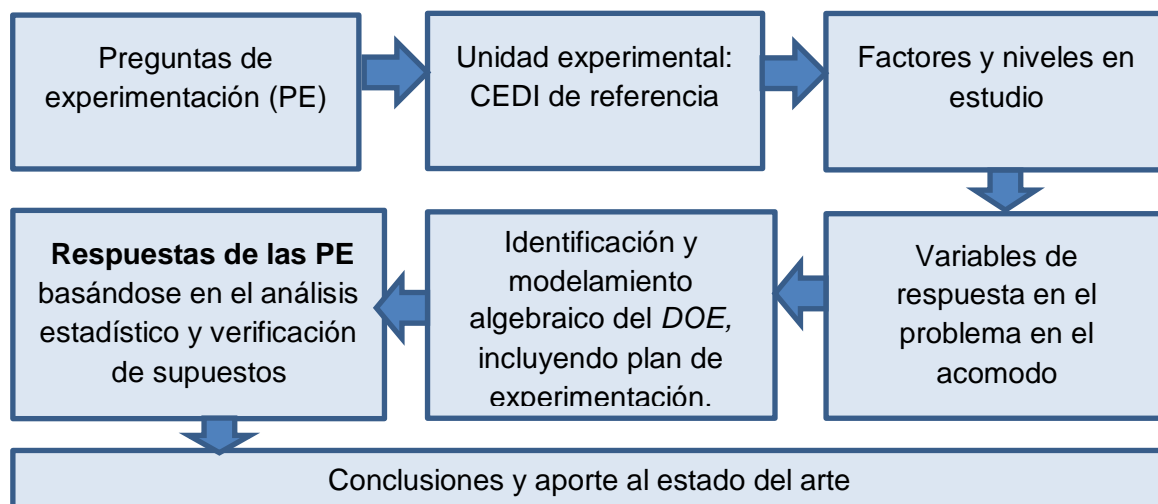 Preguntas de
experimentación (PE)
Unidad experimental:
CEDI de referencia
Factores y niveles en
estudio
Variables de
respuesta en el
problema en el
acomodo
Identificación y
modelamiento
algebraico del DOE,
incluyendo plan de
experimentación.
Respuestas de las PE
basándose en el análisis
estadístico y verificación
de supuestos
Conclusiones y aporte al estado del arte